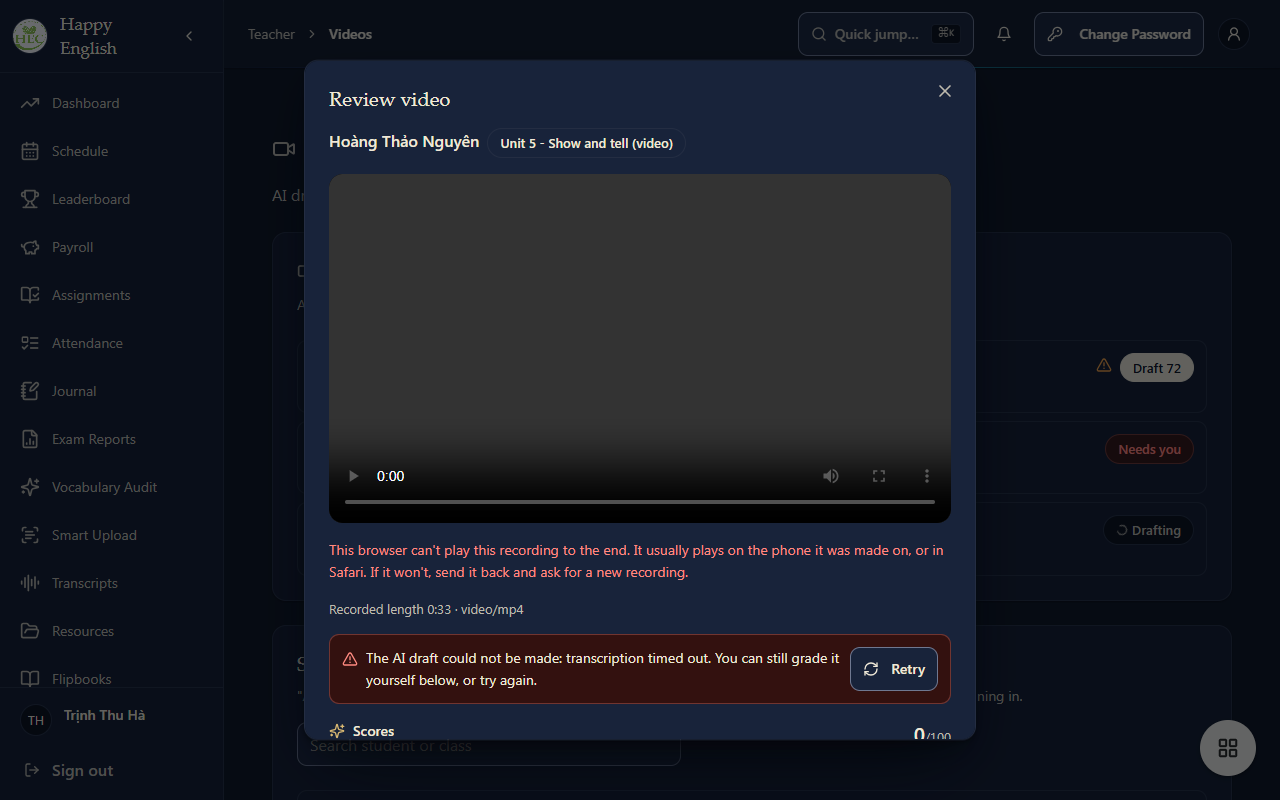 Happy
English
HEC
Teacher
Videos
Quick jump...
⌘K
Change Password
Dashboard
Schedule
Leaderboard
Payroll
Assignments
Attendance
Journal
Exam Reports
Vocabulary Audit
Smart Upload
Transcripts
Resources
Flipbooks
TH
Trịnh Thu Hà
Sign out
AI
Draft 72
Needs you
Drafting
ning in.
Search student or class
Review video
Hoàng Thảo Nguyên
Unit 5 - Show and tell (video)
0:00
This browser can't play this recording to the end. It usually plays on the phone it was made on, or in
Safari. If it won't, send it back and ask for a new recording.
Recorded length 0:33 · video/mp4
The AI draft could not be made: transcription timed out. You can still grade it
yourself below, or try again.
Retry
Scores
0/100